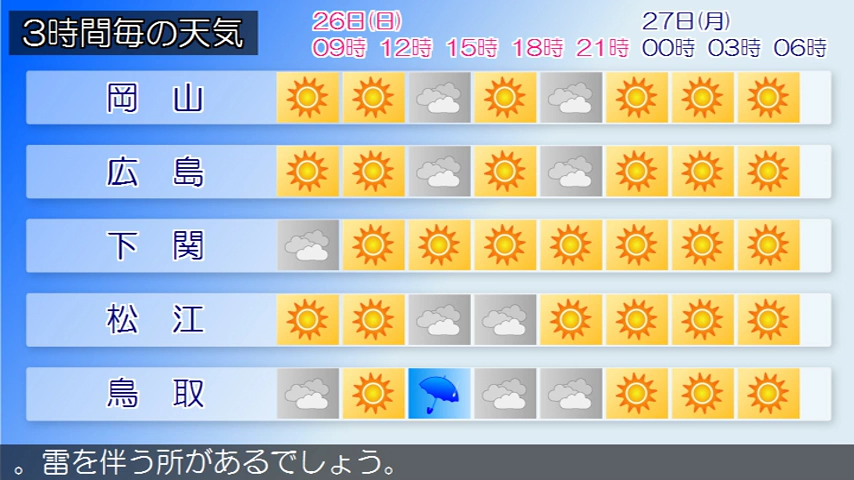 3時間毎の天気
26日(日) 27日(月)
09時 12時 15時 18時 21時 00時 03時 06時
岡山
広島
下関
松江
鳥取
。雷を伴う所があるでしょう。